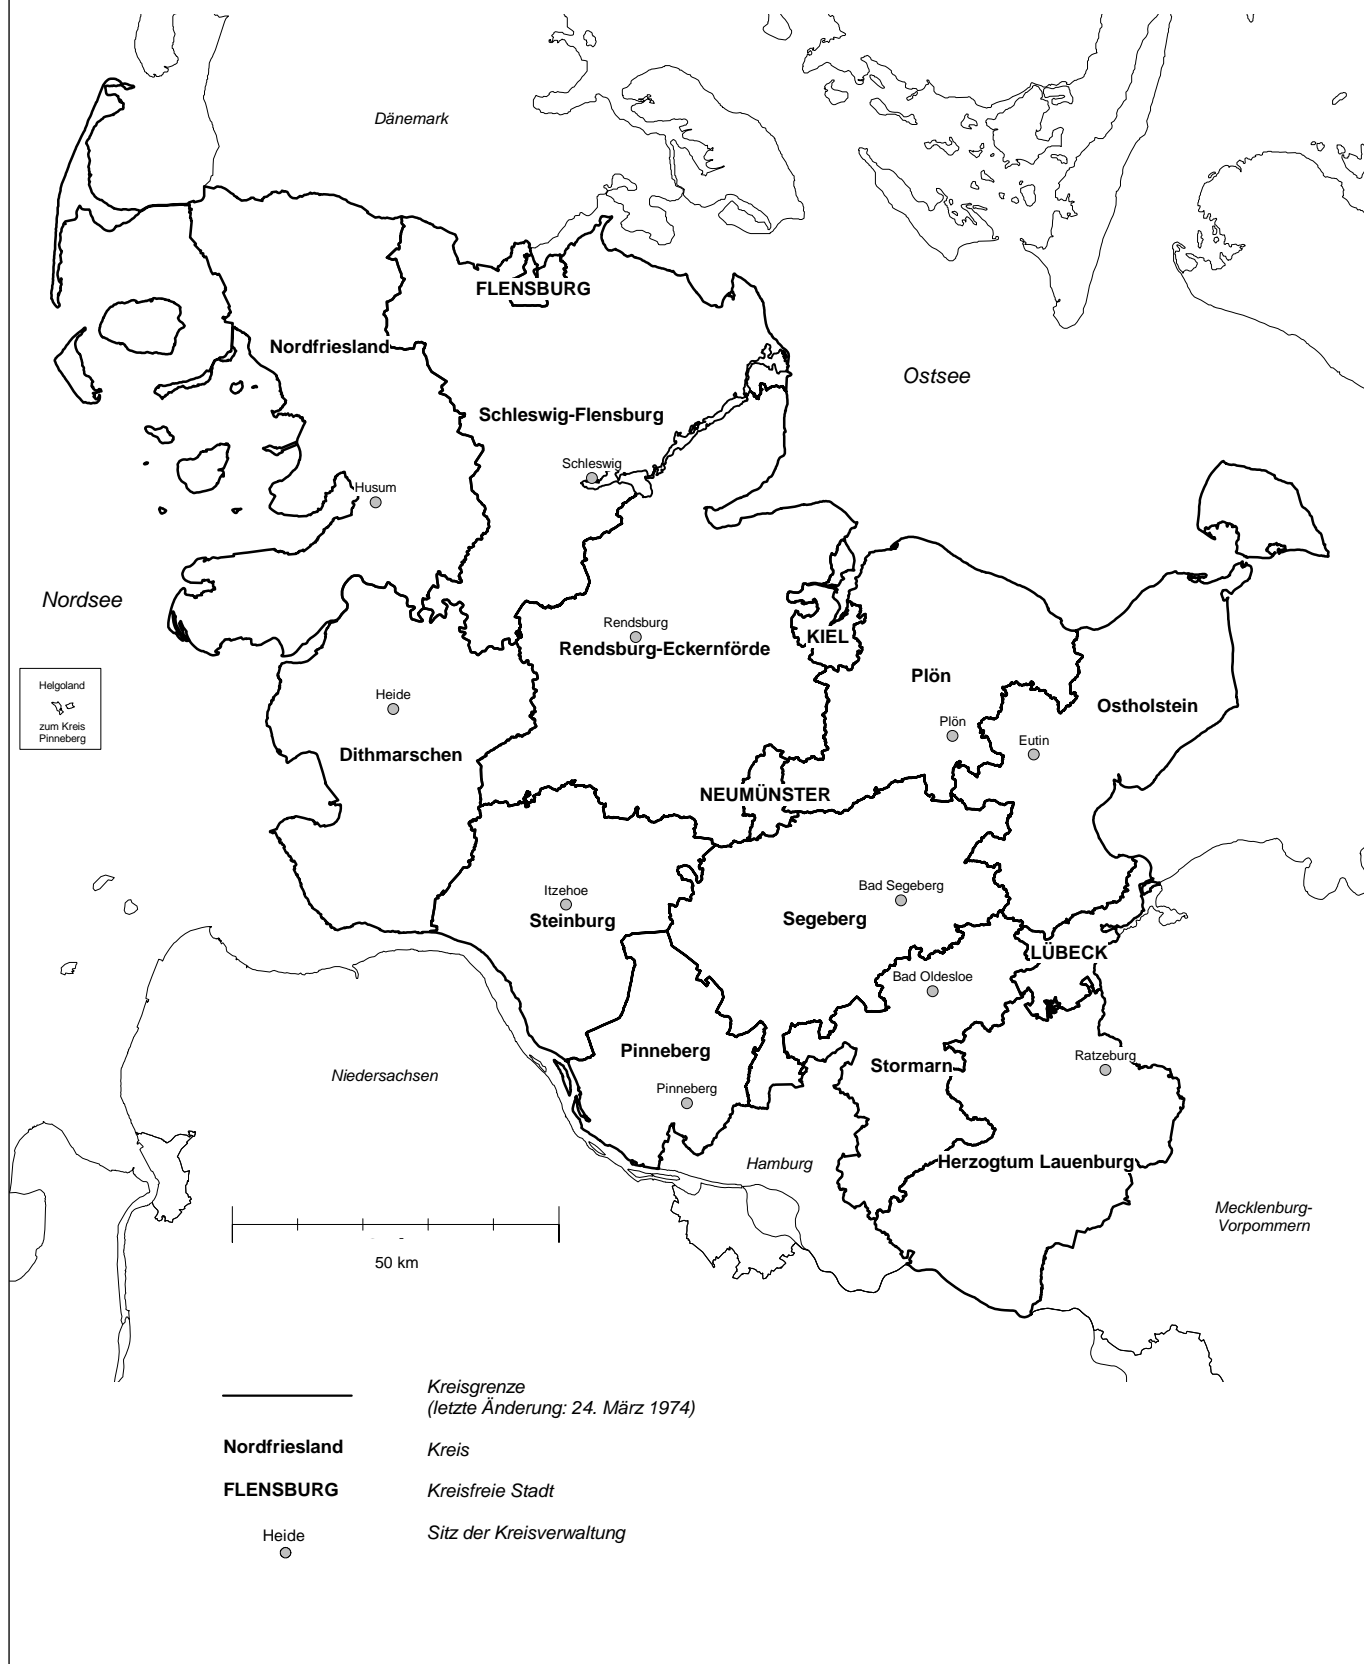 Dänemark
FLENSBURG
Nordfriesland
Ostsee
Schleswig-Flensburg
Schleswig
Husum
Nordsee
Rendsburg
KIEL
Rendsburg-Eckernförde
Plön
Helgoland
zum Kreis
Pinneberg
Heide
Ostholstein
Plön
Eutin
Dithmarschen
NEUMÜNSTER
Itzehoe
Steinburg
Bad Segeberg
Segeberg
LÜBECK
Bad Oldesloe
Pinneberg
Stormarn
Ratzeburg
Niedersachsen
Pinneberg
Hamburg
Herzogtum Lauenburg
Mecklenburg-
Vorpommern
50 km
Kreisgrenze
(letzte Änderung: 24. März 1974)
Nordfriesland
Kreis
FLENSBURG
Kreisfreie Stadt
Heide
Sitz der Kreisverwaltung